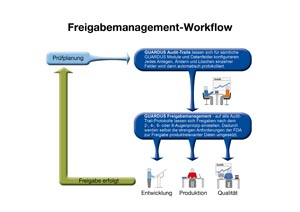 Freigabemanagement-Workflow
Prüfplanung
GUARDUS Audit-Trails lassen sich für sämtliche
GUARDUS Module und Datenfelder konfigurieren.
Jedes Anlegen, Ändern und Löschen einzelner
Felder wird dann automatisch protokolliert.
GUARDUS Freigabemanagement - auf alle Audit-
Trail-Protokolle lassen sich Freigaben nach dem
2-, 4-, 6- oder 8-Augenprinzip einstellen. Dadurch
werden selbst die strengen Anforderungen der FDA
zur Freigabe produktrelevanter Daten umgesetzt.
Freigabe erfolgt
Entwicklung Produktion Qualität